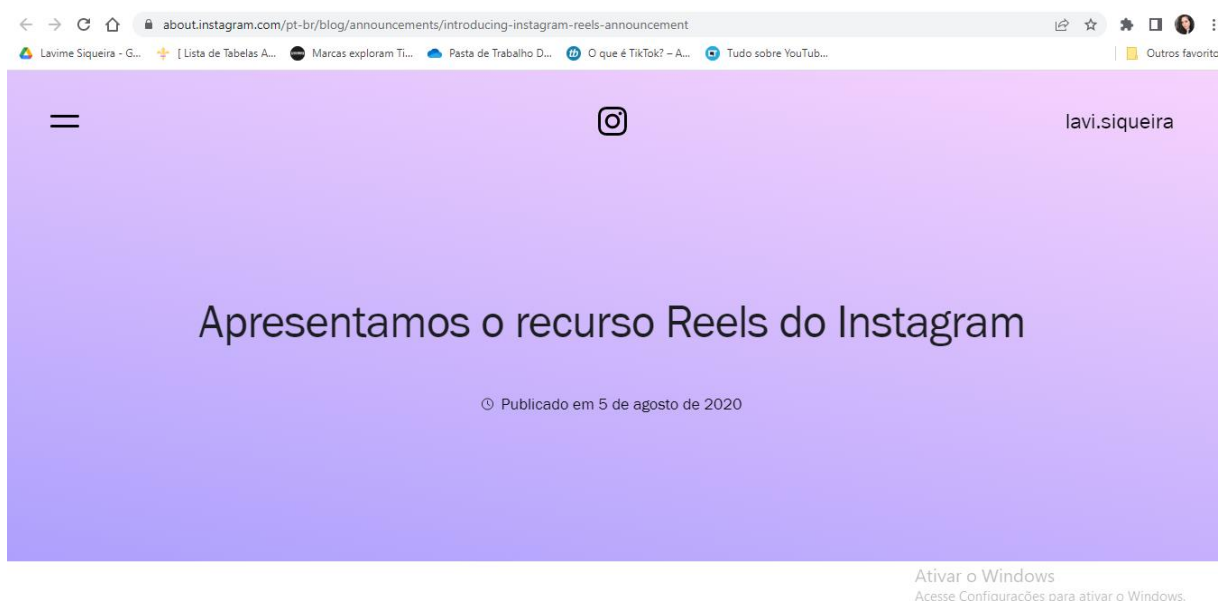 about.instagram.com/pt-br/blog/announcements/introducing-instagram-reels-announcement
Lavime Siqueira - G... [ Lista de Tabelas A... Marcas exploram Ti... Pasta de Trabalho D... O que é TikTok? – A... Tudo sobre YouTub... Outros favorito
lavi.siqueira
Apresentamos o recurso Reels do Instagram
Publicado em 5 de agosto de 2020
Ativar o Windows
Acesse Configurações para ativar o Windows.